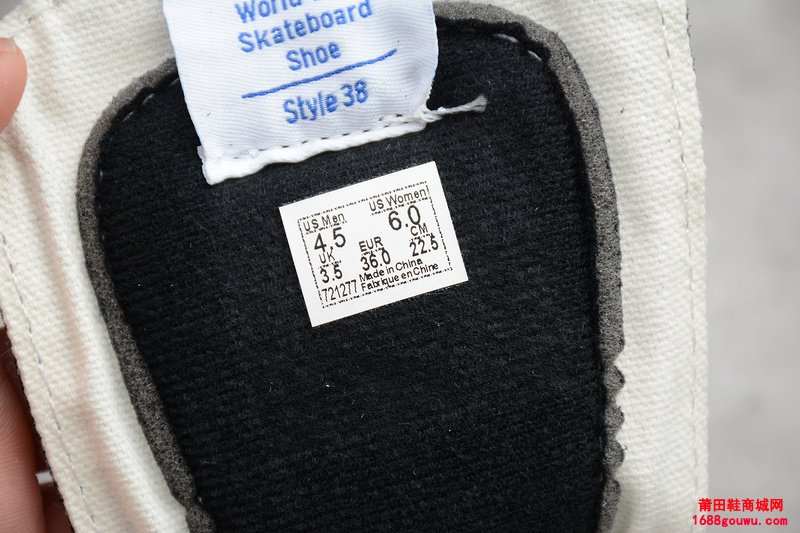 World
Skateboard
Shoe
Style 38
US Men US Women
4.5 6.0
UK EUR CM
3.5 36.0 22.5
721277 Made in China
Fabrique en Chine
莆田鞋商城网
1688gouwu.com